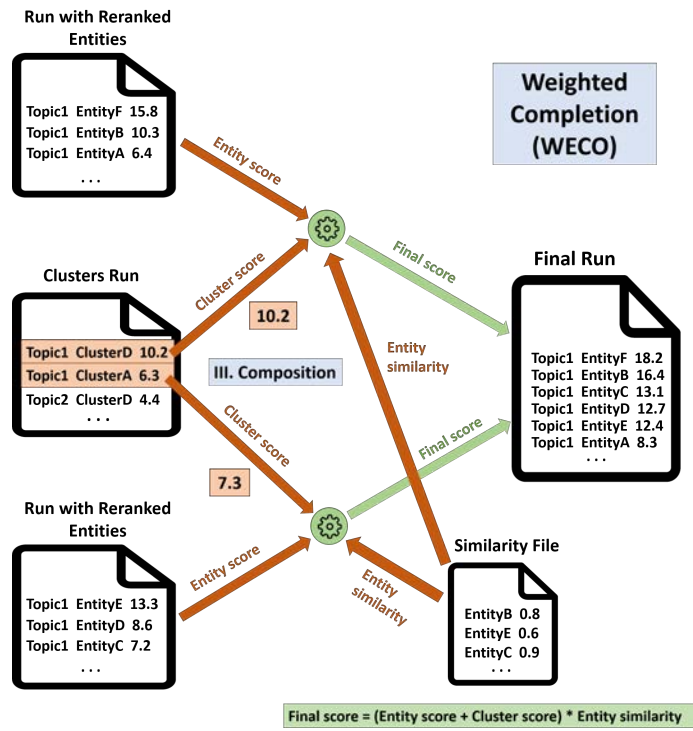 Run with Reranked
Entities
Topic1 EntityF 15.8
Topic1 EntityB 10.3
Topic1 EntityA 6.4
...
Weighted
Completion
(WECO)
Entity score
Final score
Clusters Run
Cluster score
10.2
Topic1 ClusterD 10.2
Topic1 ClusterA 6.3
Topic2 ClusterD 4.4
...
III. Composition
Entity
similarity
Final Run
Topic1 EntityF 18.2
Topic1 EntityB 16.4
Topic1 EntityC 13.1
Topic1 EntityD 12.7
Topic1 EntityE 12.4
Topic1 EntityA 8.3
...
Cluster score
7.3
Final score
Run with Reranked
Entities
Topic1 EntityE 13.3
Topic1 EntityD 8.6
Topic1 EntityC 7.2
...
Entity score
Entity
similarity
Similarity File
EntityB 0.8
EntityE 0.6
EntityC 0.9
...
Final score = (Entity score + Cluster score) * Entity similarity